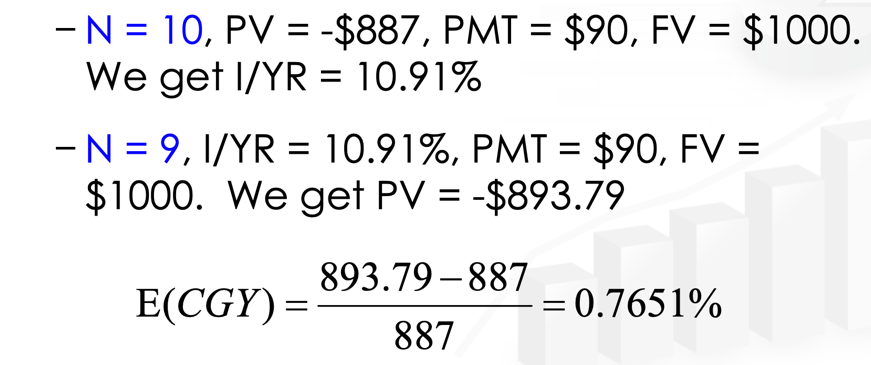 – N = 10, PV = -$887, PMT = $90, FV = $1000.
We get I/YR = 10.91%
– N = 9, I/YR = 10.91%, PMT = $90, FV =
$1000. We get PV = -$893.79
893.79 – 887
E(CGY) = ———— = 0.7651%
887